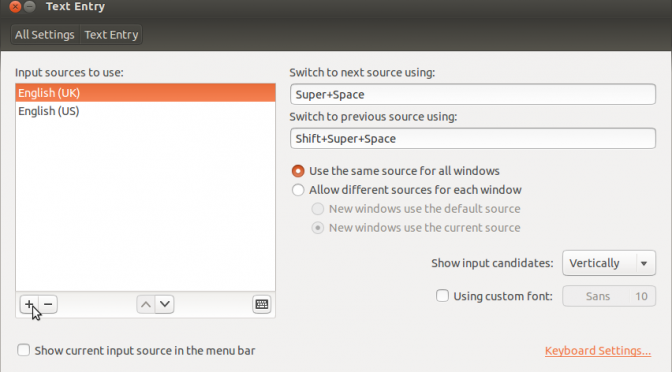 Text Entry
All Settings
Text Entry
Input sources to use:
English (UK)
English (US)
Switch to next source using:
Super+Space
Switch to previous source using:
Shift+Super+Space
Use the same source for all windows
Allow different sources for each window
New windows use the default source
New windows use the current source
Show input candidates:
Vertically
Using custom font:
Sans 10
Show current input source in the menu bar
Keyboard Settings...